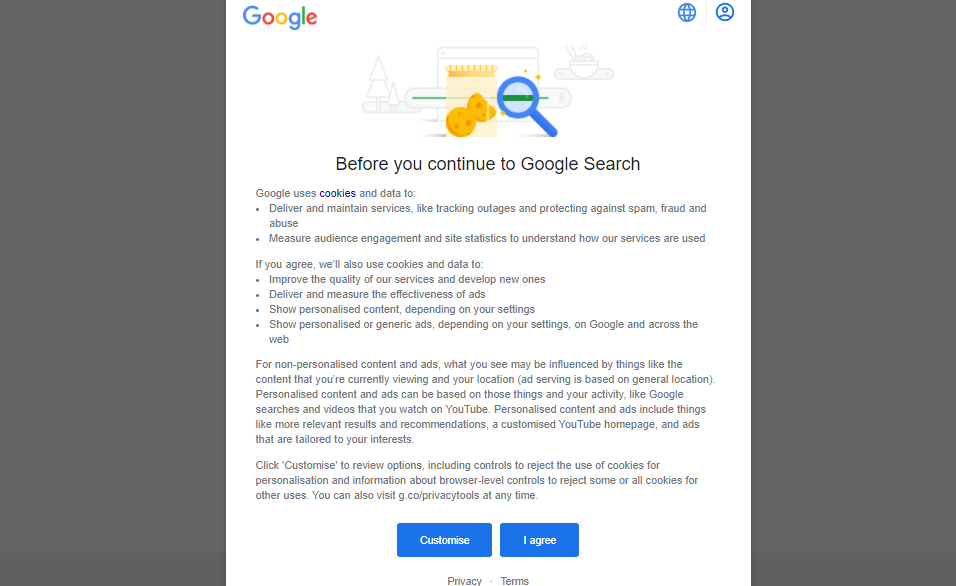 Google
Before you continue to Google Search
Google uses cookies and data to:
• Deliver and maintain services, like tracking outages and protecting against spam, fraud and
abuse
• Measure audience engagement and site statistics to understand how our services are used
If you agree, we’ll also use cookies and data to:
• Improve the quality of our services and develop new ones
• Deliver and measure the effectiveness of ads
• Show personalised content, depending on your settings
• Show personalised or generic ads, depending on your settings, on Google and across the
web
For non-personalised content and ads, what you see may be influenced by things like the
content that you’re currently viewing and your location (ad serving is based on general location).
Personalised content and ads can be based on those things and your activity, like Google
searches and videos that you watch on YouTube. Personalised content and ads include things
like more relevant results and recommendations, a customised YouTube homepage, and ads
that are tailored to your interests.
Click 'Customise' to review options, including controls to reject the use of cookies for
personalisation and information about browser-level controls to reject some or all cookies for
other uses. You can also visit g.co/privacytools at any time.
Customise I agree
Privacy · Terms